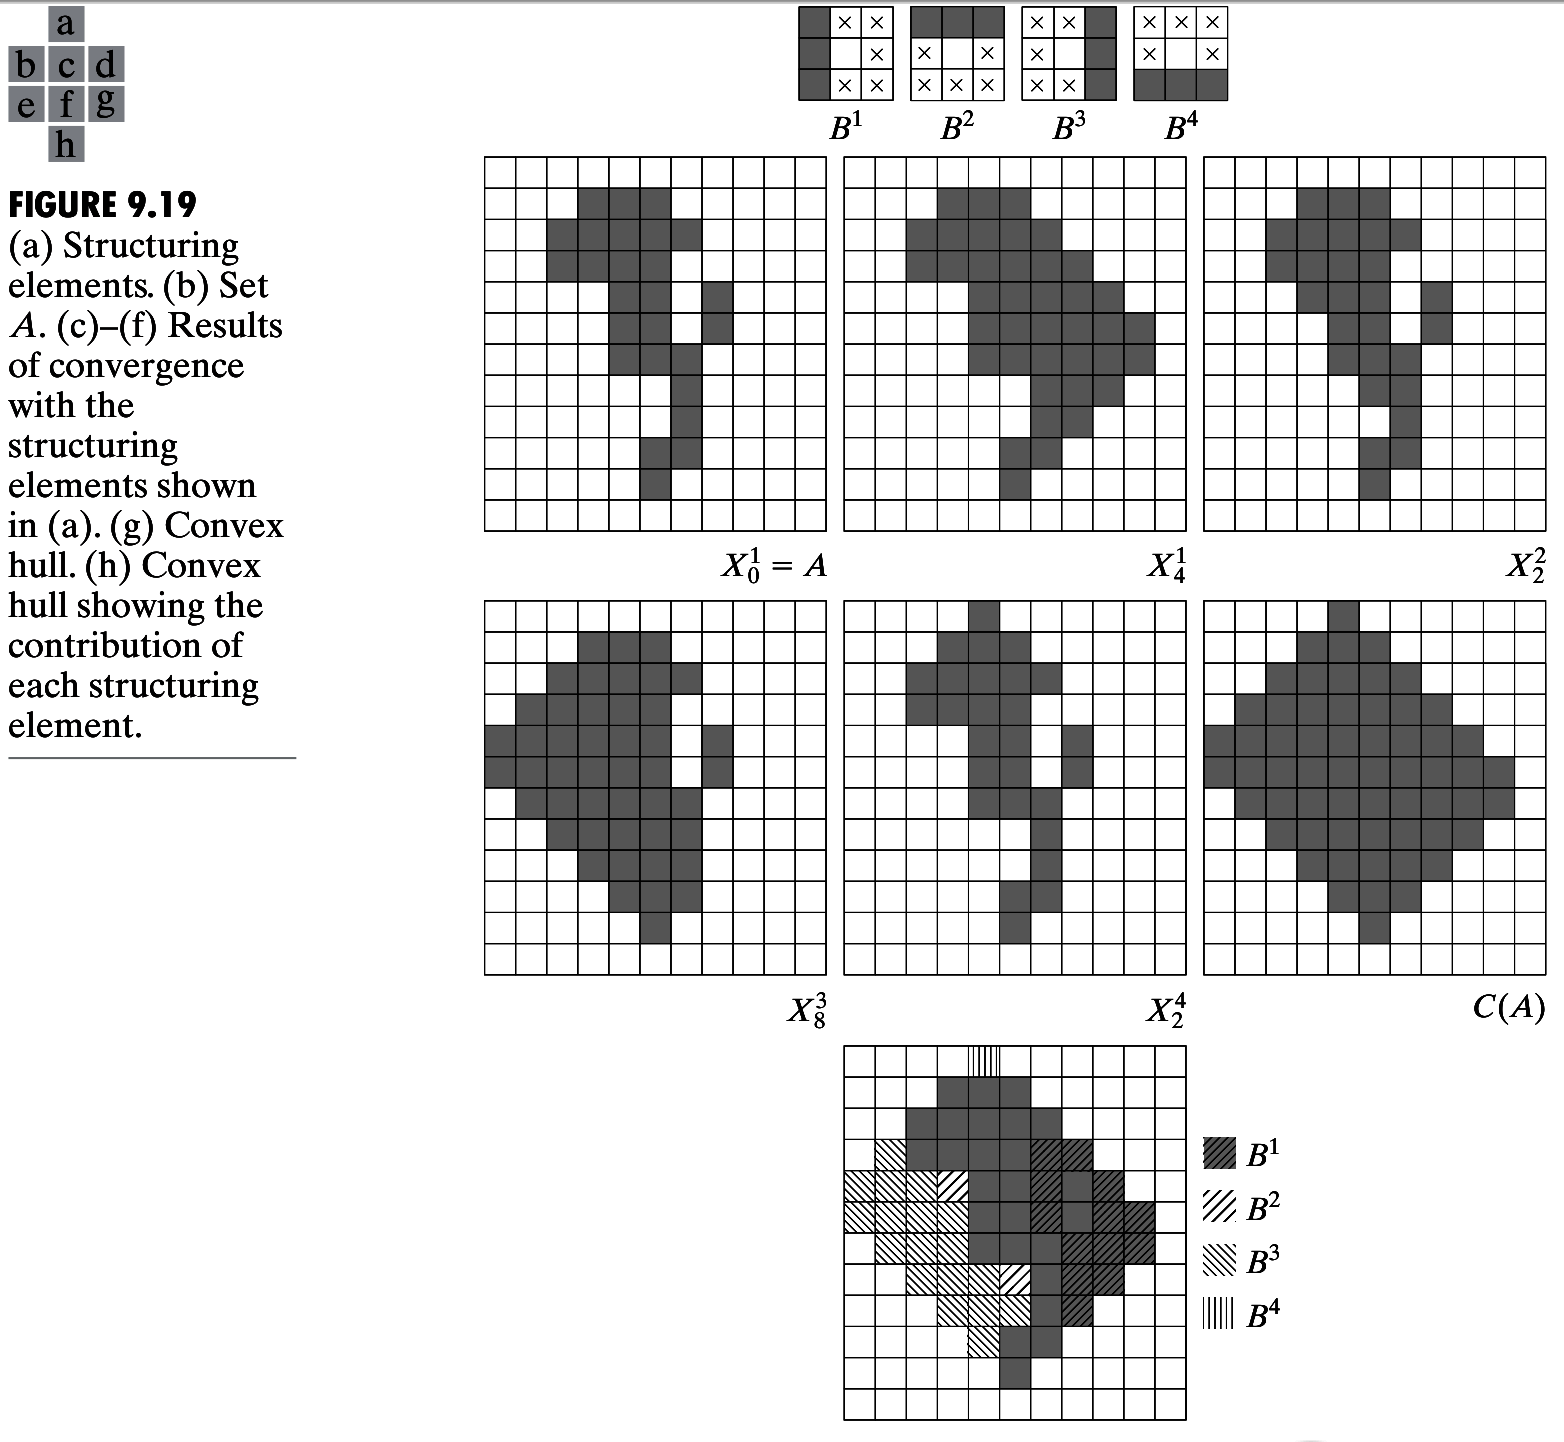 a
b c d
e f g
h
FIGURE 9.19
(a) Structuring
elements. (b) Set
A. (c)–(f) Results
of convergence
with the
structuring
elements shown
in (a). (g) Convex
hull. (h) Convex
hull showing the
contribution of
each structuring
element.
× × × × × × × × ×
× × × × × ×
× × × × × × ×
B¹ B² B³ B⁴
X₀¹ = A X₄¹ X₂²
X₈³ X₂⁴ C(A)
B¹
B²
B³
B⁴